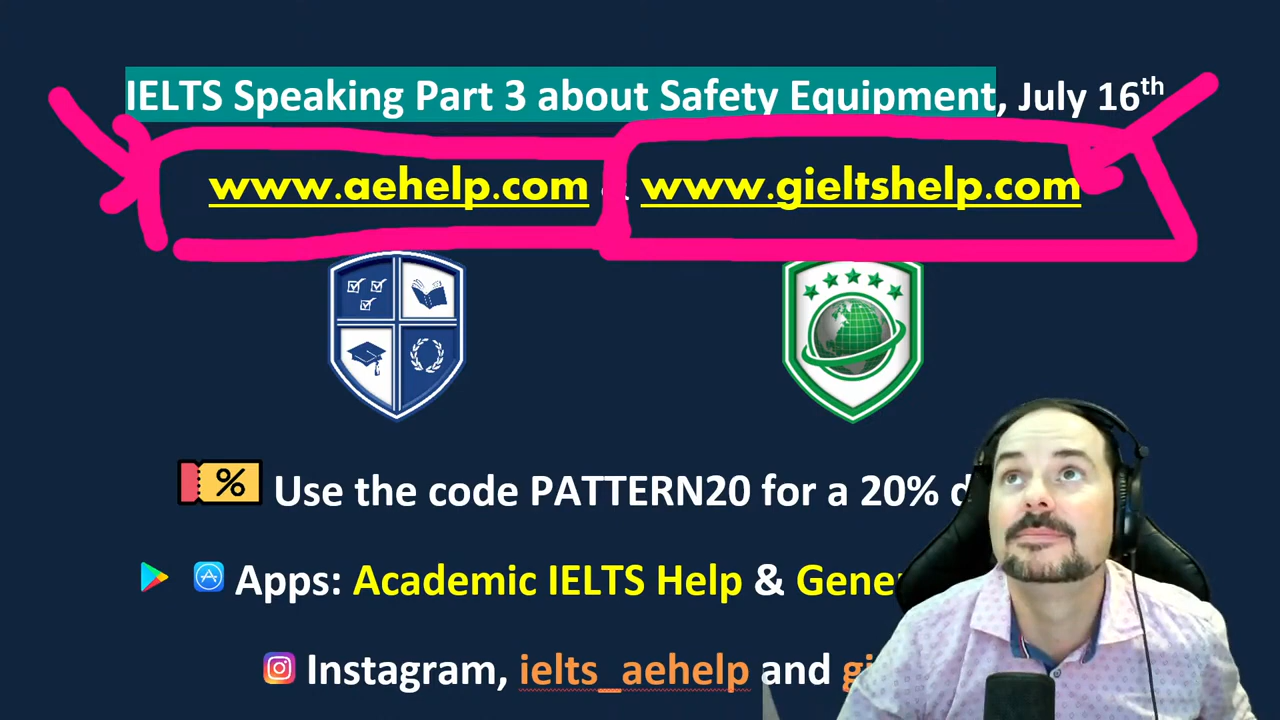 IELTS Speaking Part 3 about Safety Equipment, July 16th
www.aehelp.com & www.gieltshelp.com
% Use the code PATTERN20 for a 20%
Apps: Academic IELTS Help &
Instagram, ielts_aehelp and